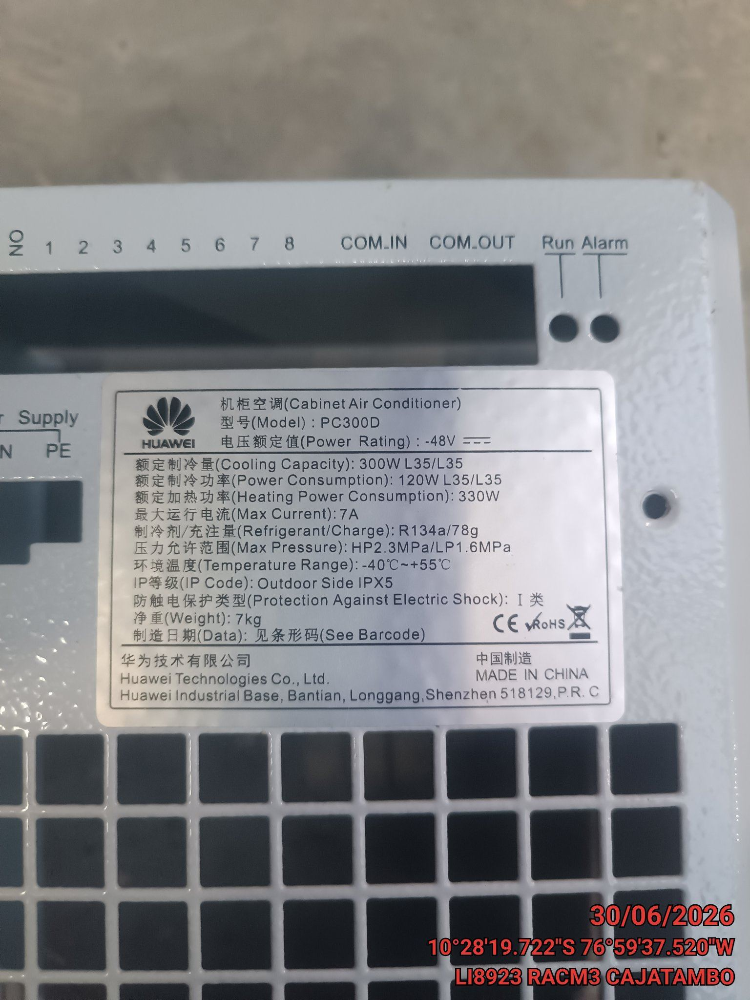 NO 1 2 3 4 5 6 7 8 COM_IN COM_OUT Run Alarm
Supply
N PE
HUAWEI
机柜空调(Cabinet Air Conditioner)
型号(Model) : PC300D
电压额定值(Power Rating) : -48V
额定制冷量(Cooling Capacity): 300W L35/L35
额定制冷功率(Power Consumption): 120W L35/L35
额定加热功率(Heating Power Consumption): 330W
最大运行电流(Max Current): 7A
制冷剂/充注量(Refrigerant/Charge): R134a/78g
压力允许范围(Max Pressure): HP2.3MPa/LP1.6MPa
环境温度(Temperature Range): -40℃~+55℃
IP等级(IP Code): Outdoor Side IPX5
防触电保护类型(Protection Against Electric Shock): I 类
净重(Weight): 7kg
制造日期(Data): 见条形码(See Barcode)
CE RoHS
华为技术有限公司
Huawei Technologies Co., Ltd.
中国制造
MADE IN CHINA
Huawei Industrial Base, Bantian, Longgang,Shenzhen 518129,P.R. C
30/06/2026
10°28'19.722"S 76°59'37.520"W
LI8923 RACM3 CAJATAMBO